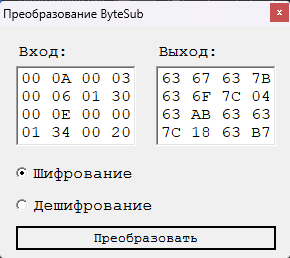 Преобразование ByteSub
x
Вход: Выход:
00 0A 00 03 63 67 63 7B
00 06 01 30 63 6F 7C 04
00 0E 00 00 63 AB 63 63
01 34 00 20 7C 18 63 B7
Шифрование
Дешифрование
Преобразовать